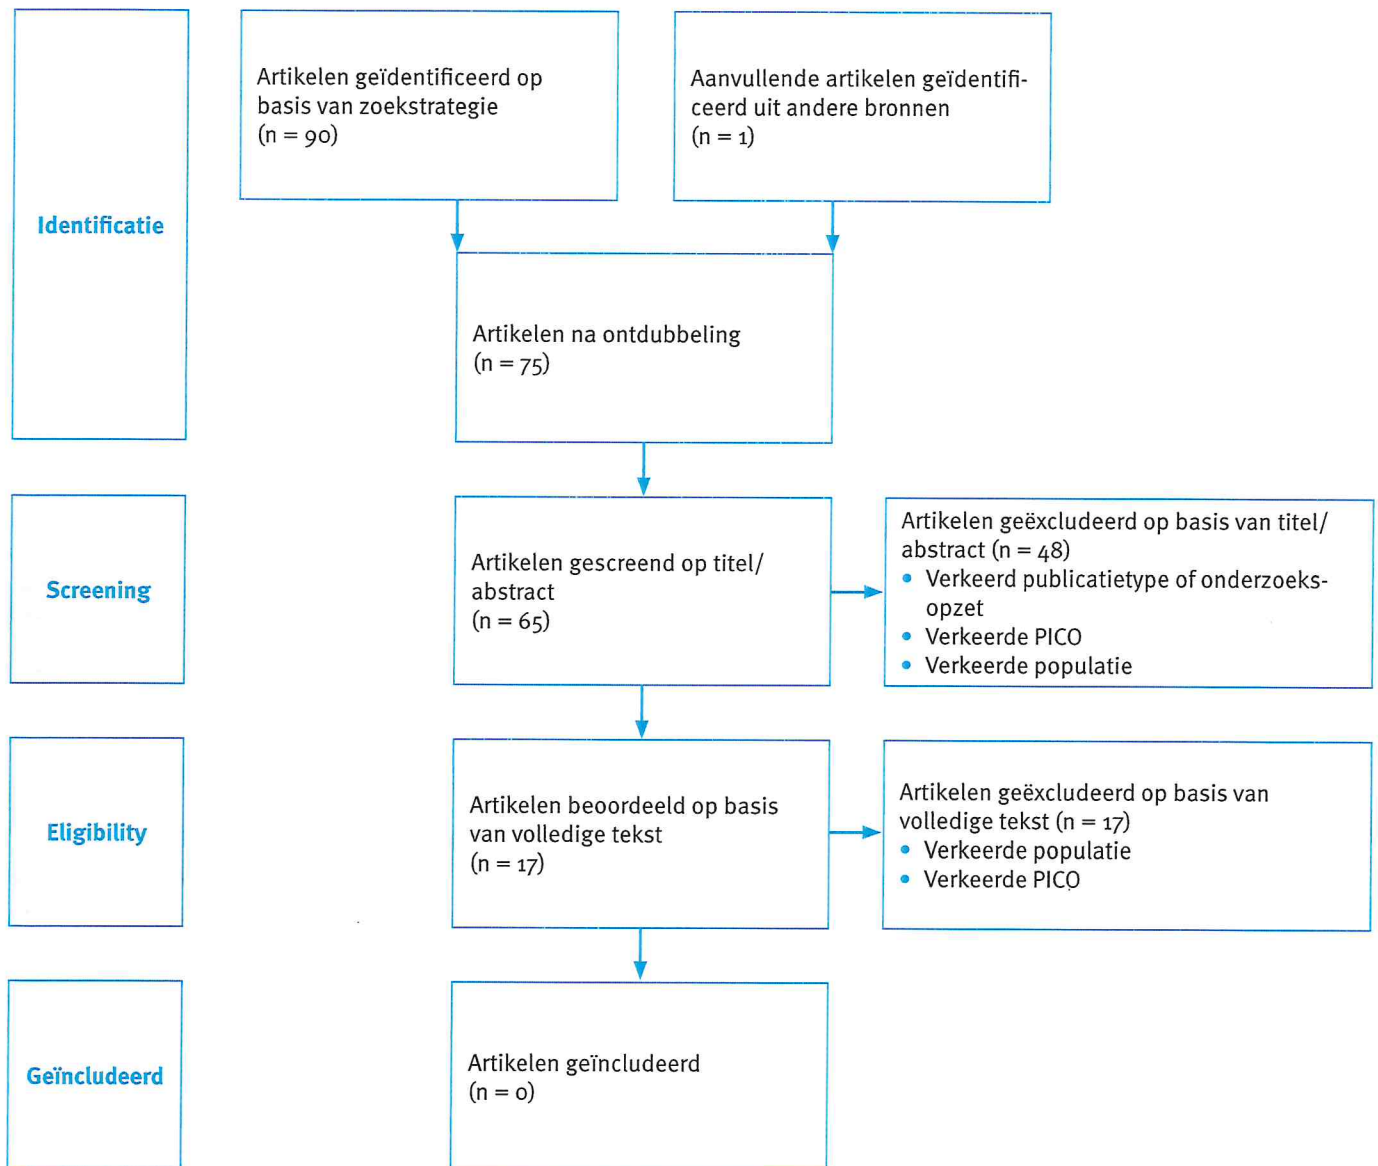 Identificatie
Artikelen geïdentificeerd op
basis van zoekstrategie
(n = 90)
Aanvullende artikelen geïdentifi-
ceerd uit andere bronnen
(n = 1)
Artikelen na ontdubbeling
(n = 75)
Screening
Artikelen gescreend op titel/
abstract
(n = 65)
Artikelen geëxcludeerd op basis van titel/
abstract (n = 48)
• Verkeerd publicatietype of onderzoeks-
opzet
• Verkeerde PICO
• Verkeerde populatie
Eligibility
Artikelen beoordeeld op basis
van volledige tekst
(n = 17)
Artikelen geëxcludeerd op basis van
volledige tekst (n = 17)
• Verkeerde populatie
• Verkeerde PICO
Geïncludeerd
Artikelen geïncludeerd
(n = 0)